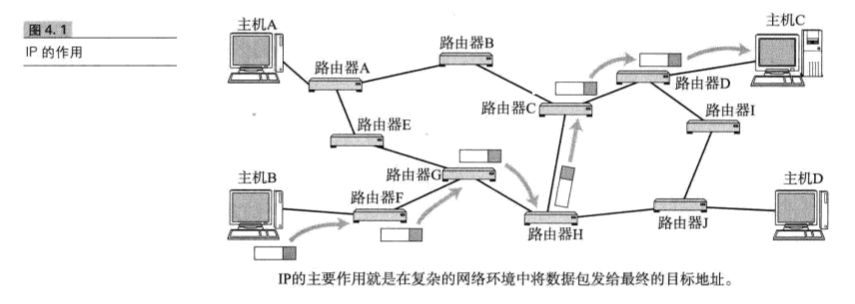 图 4.1
IP 的作用
主机A
主机C
路由器B
路由器A
路由器D
路由器C
路由器I
路由器E
主机B
路由器G
主机D
路由器F
路由器H
路由器J
IP的主要作用就是在复杂的网络环境中将数据包发给最终的目标地址。